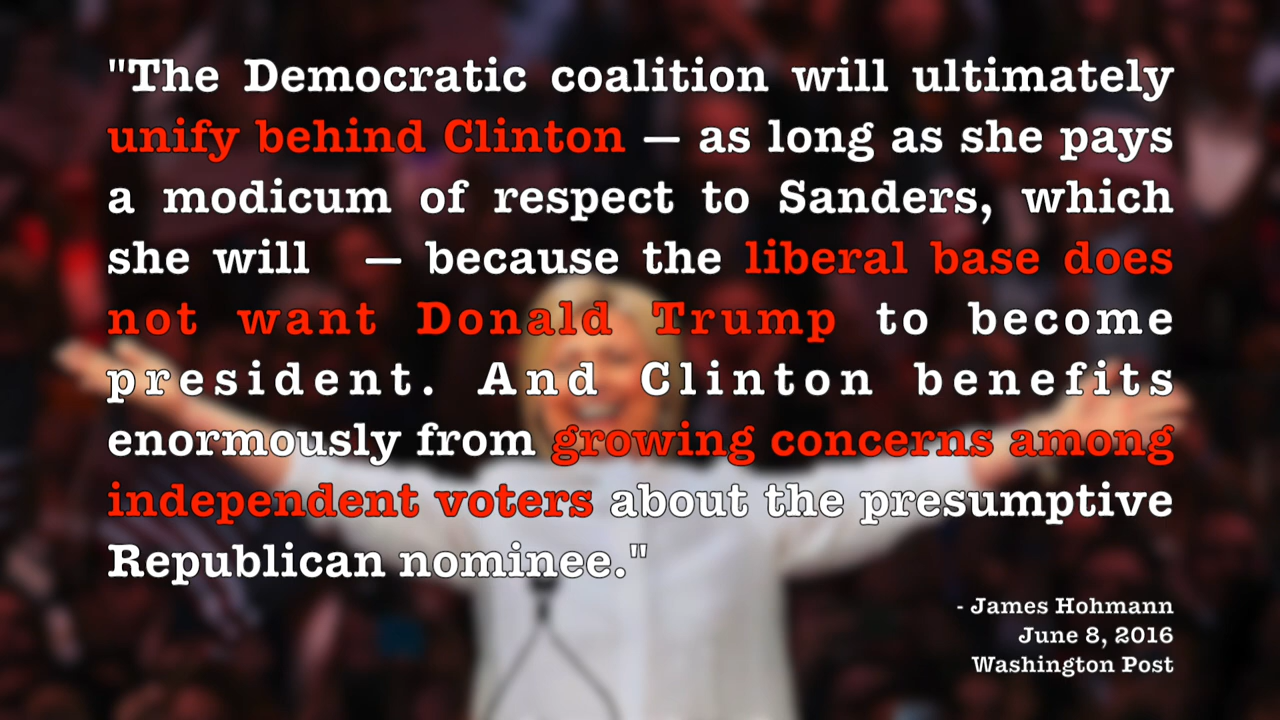 "The Democratic coalition will ultimately
unify behind Clinton — as long as she pays
a modicum of respect to Sanders, which
she will — because the liberal base does
not want Donald Trump to become
president. And Clinton benefits
enormously from growing concerns among
independent voters about the presumptive
Republican nominee."
- James Hohmann
June 8, 2016
Washington Post